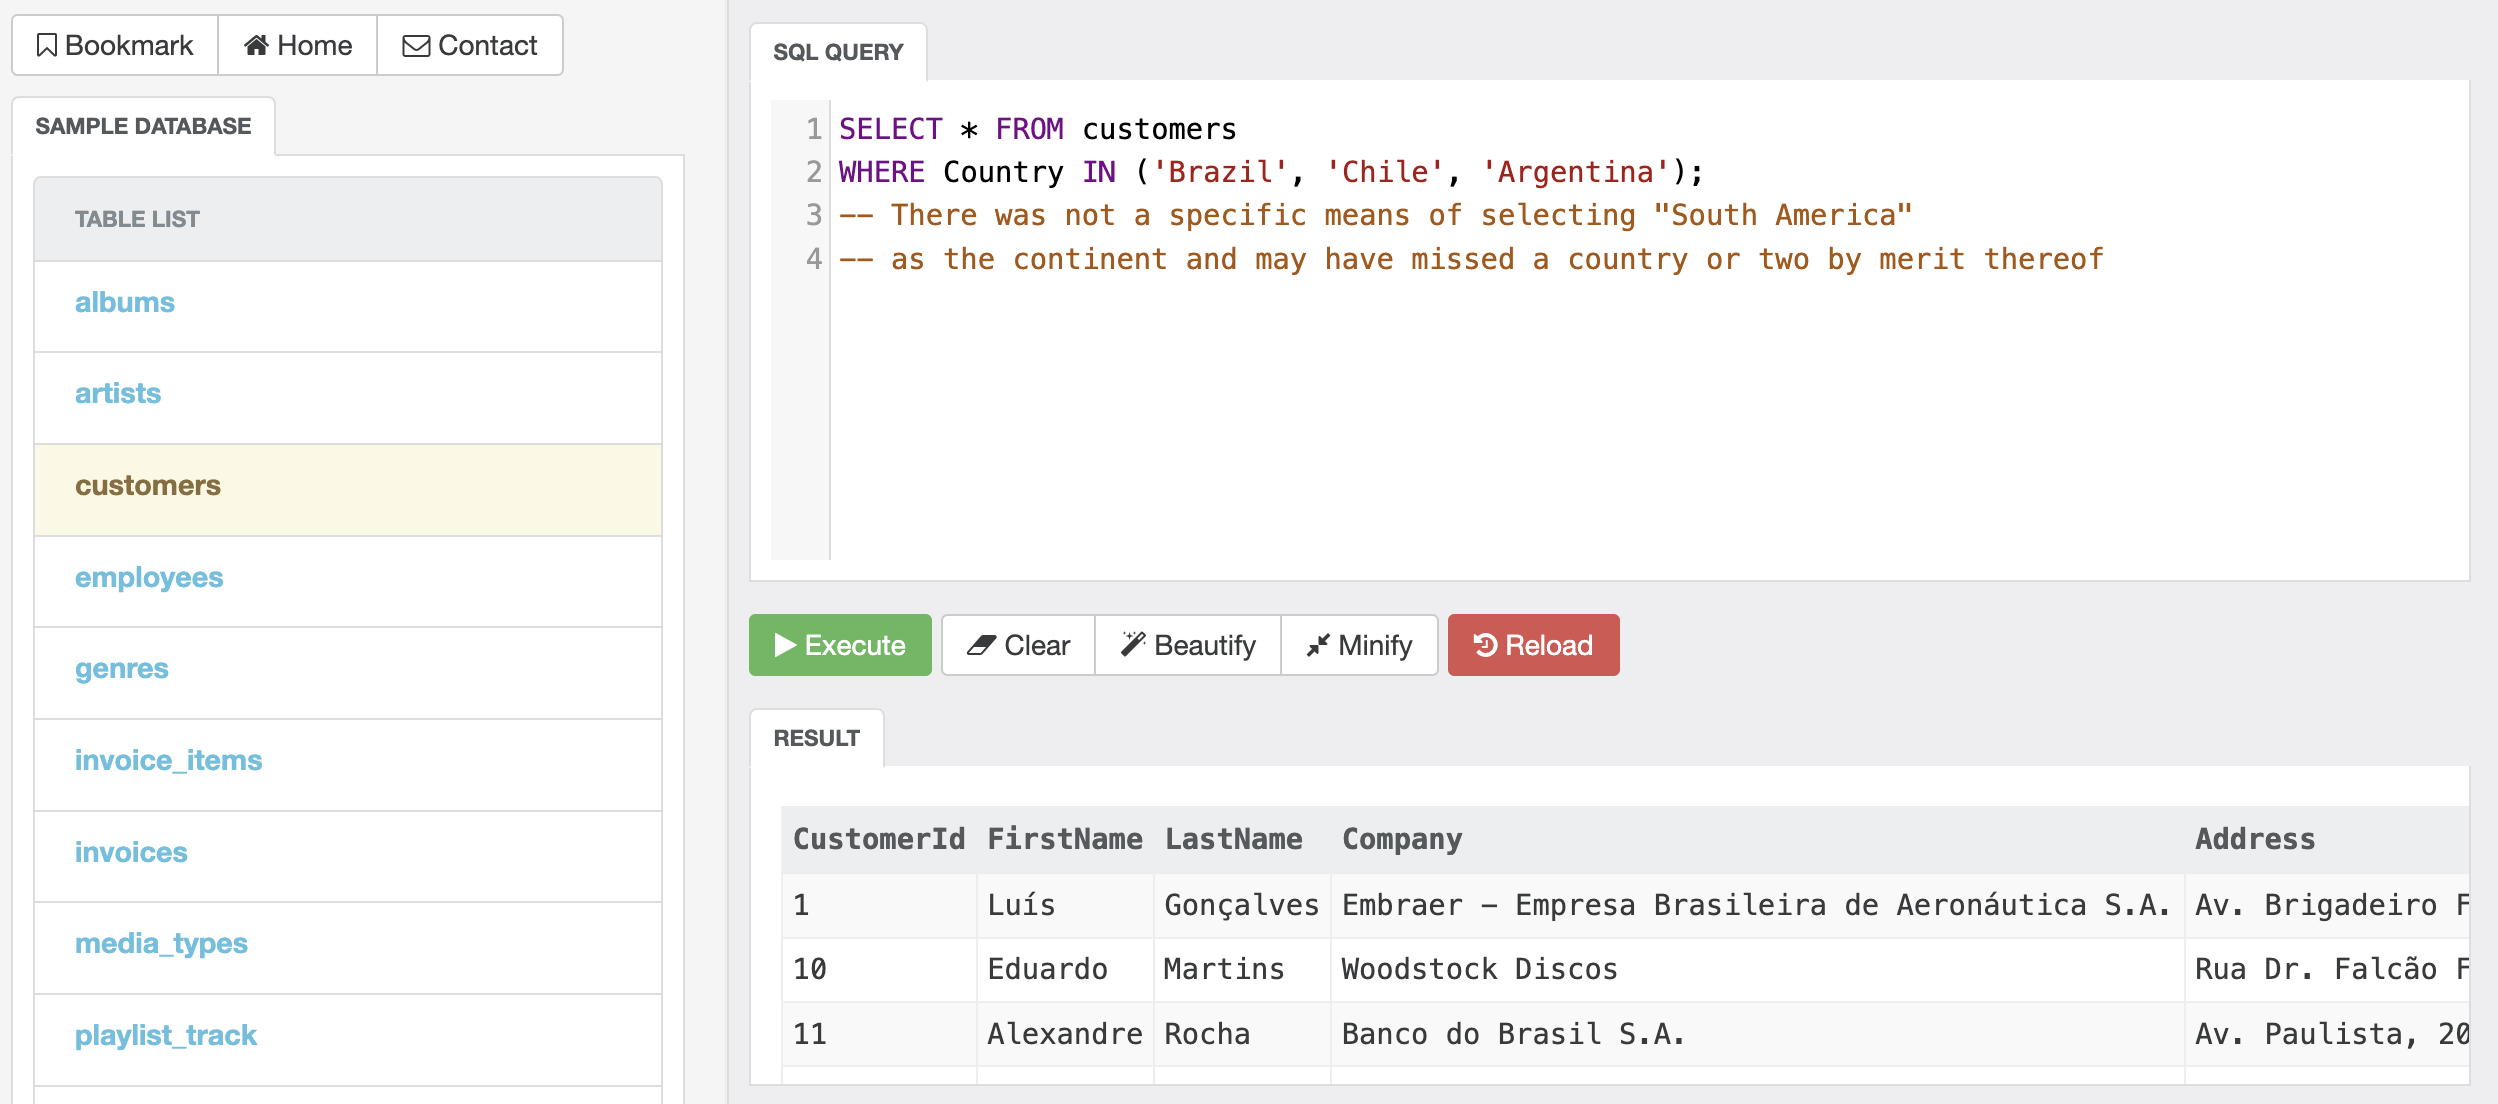 Bookmark Home Contact
SAMPLE DATABASE
TABLE LIST
albums
artists
customers
employees
genres
invoice_items
invoices
media_types
playlist_track
SQL QUERY
1 SELECT * FROM customers
2 WHERE Country IN ('Brazil', 'Chile', 'Argentina');
3 -- There was not a specific means of selecting "South America"
4 -- as the continent and may have missed a country or two by merit thereof
Execute Clear Beautify Minify Reload
RESULT
CustomerId FirstName LastName Company Address
1 Luís Gonçalves Embraer - Empresa Brasileira de Aeronáutica S.A. Av. Brigadeiro F
10 Eduardo Martins Woodstock Discos Rua Dr. Falcão F
11 Alexandre Rocha Banco do Brasil S.A. Av. Paulista, 20